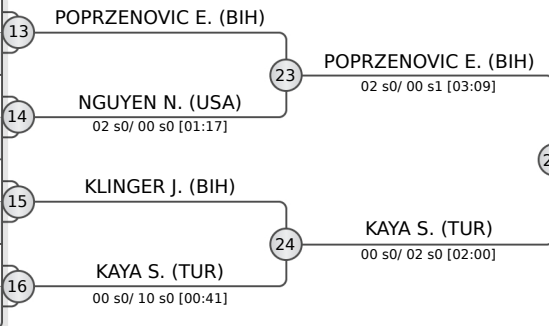 POPRZENOVIC E. (BIH)
13
23
POPRZENOVIC E. (BIH)
02 s0/ 00 s1 [03:09]
NGUYEN N. (USA)
14
02 s0/ 00 s0 [01:17]
KLINGER J. (BIH)
15
24
KAYA S. (TUR)
00 s0/ 02 s0 [02:00]
KAYA S. (TUR)
16
00 s0/ 10 s0 [00:41]